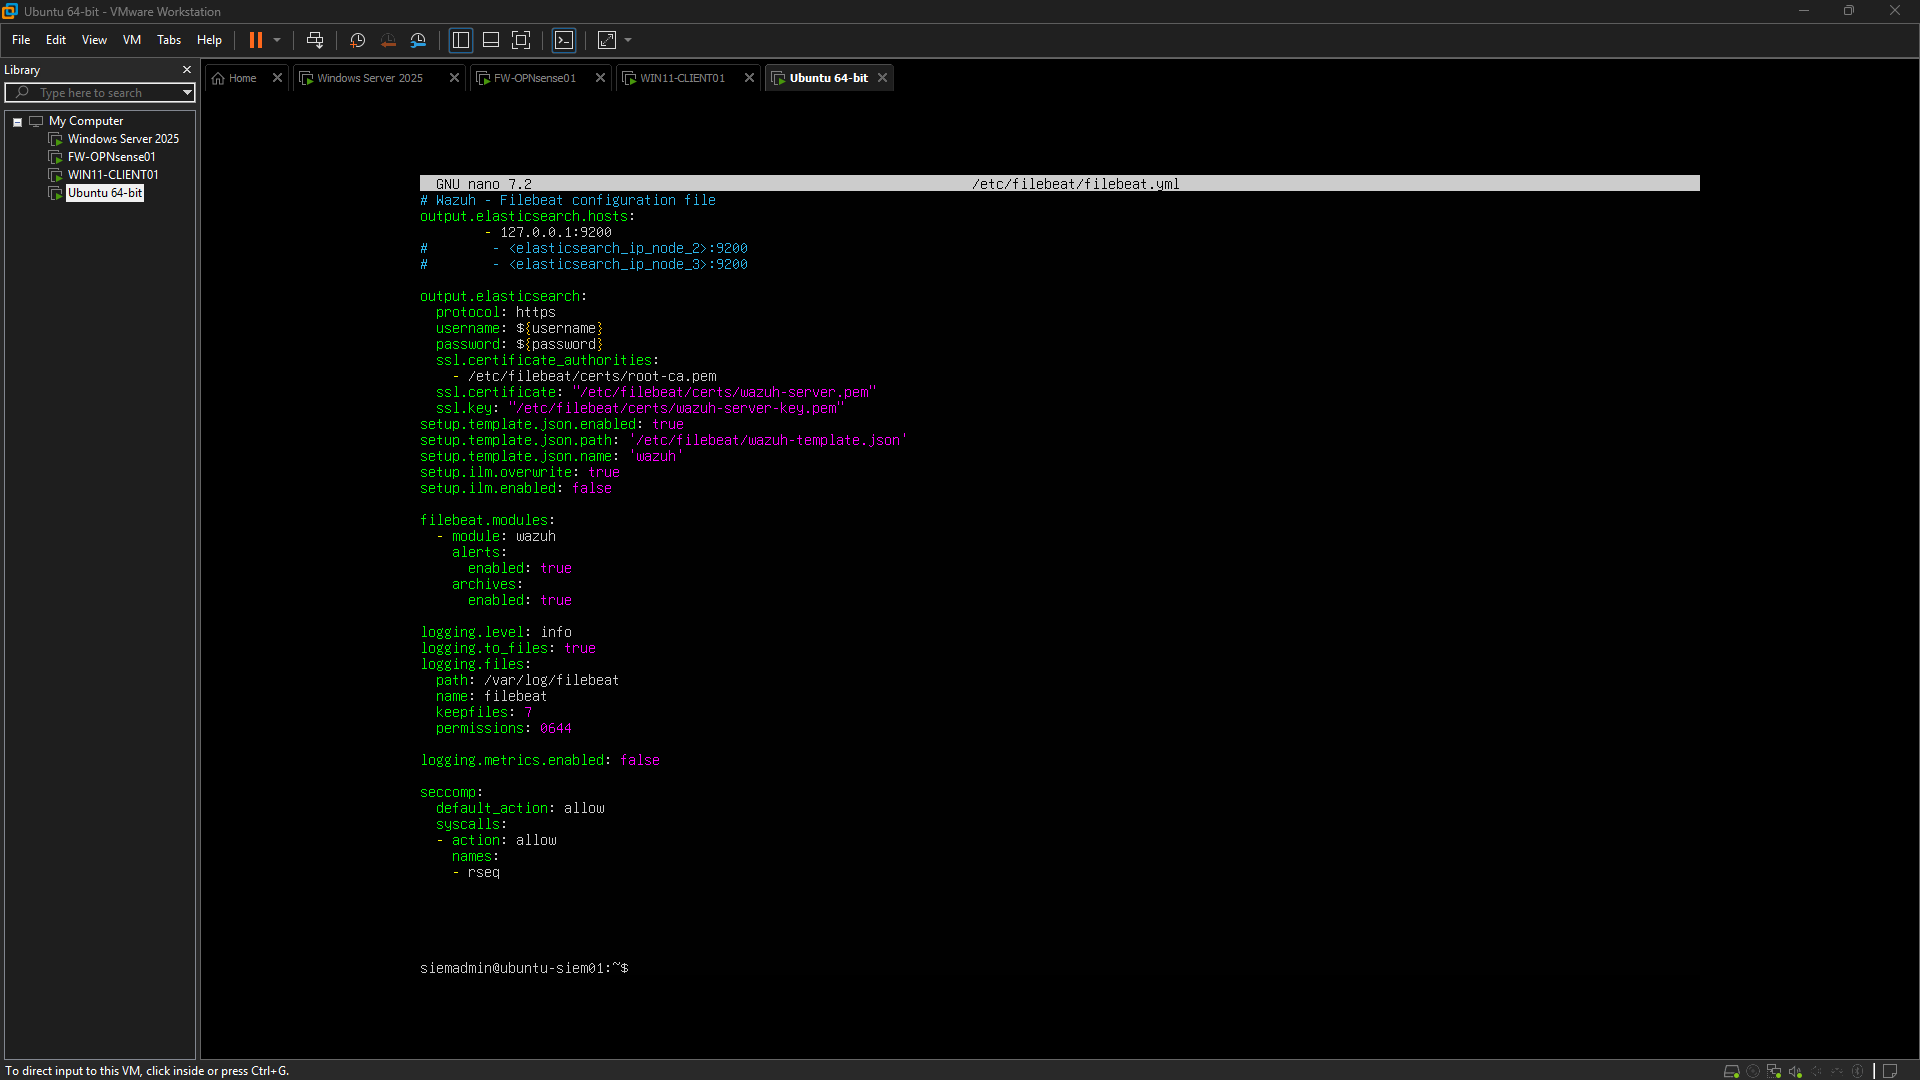 Ubuntu 64-bit - VMware Workstation
File Edit View VM Tabs Help
Library
Home Windows Server 2025 FW-OPNsense01 WIN11-CLIENT01 Ubuntu 64-bit
Type here to search
My Computer
Windows Server 2025
FW-OPNsense01
WIN11-CLIENT01
Ubuntu 64-bit
GNU nano 7.2 /etc/filebeat/filebeat.yml
# Wazuh - Filebeat configuration file
output.elasticsearch.hosts:
        - 127.0.0.1:9200
#        - <elasticsearch_ip_node_2>:9200
#        - <elasticsearch_ip_node_3>:9200
output.elasticsearch:
  protocol: https
  username: ${username}
  password: ${password}
  ssl.certificate_authorities:
    - /etc/filebeat/certs/root-ca.pem
  ssl.certificate: "/etc/filebeat/certs/wazuh-server.pem"
  ssl.key: "/etc/filebeat/certs/wazuh-server-key.pem"
setup.template.json.enabled: true
setup.template.json.path: '/etc/filebeat/wazuh-template.json'
setup.template.json.name: 'wazuh'
setup.ilm.overwrite: true
setup.ilm.enabled: false
filebeat.modules:
  - module: wazuh
    alerts:
      enabled: true
    archives:
      enabled: true
logging.level: info
logging.to_files: true
logging.files:
  path: /var/log/filebeat
  name: filebeat
  keepfiles: 7
  permissions: 0644
logging.metrics.enabled: false
seccomp:
  default_action: allow
  syscalls:
  - action: allow
    names:
    - rseq
siemadmin@ubuntu-siem01:~$
To direct input to this VM, click inside or press Ctrl+G.